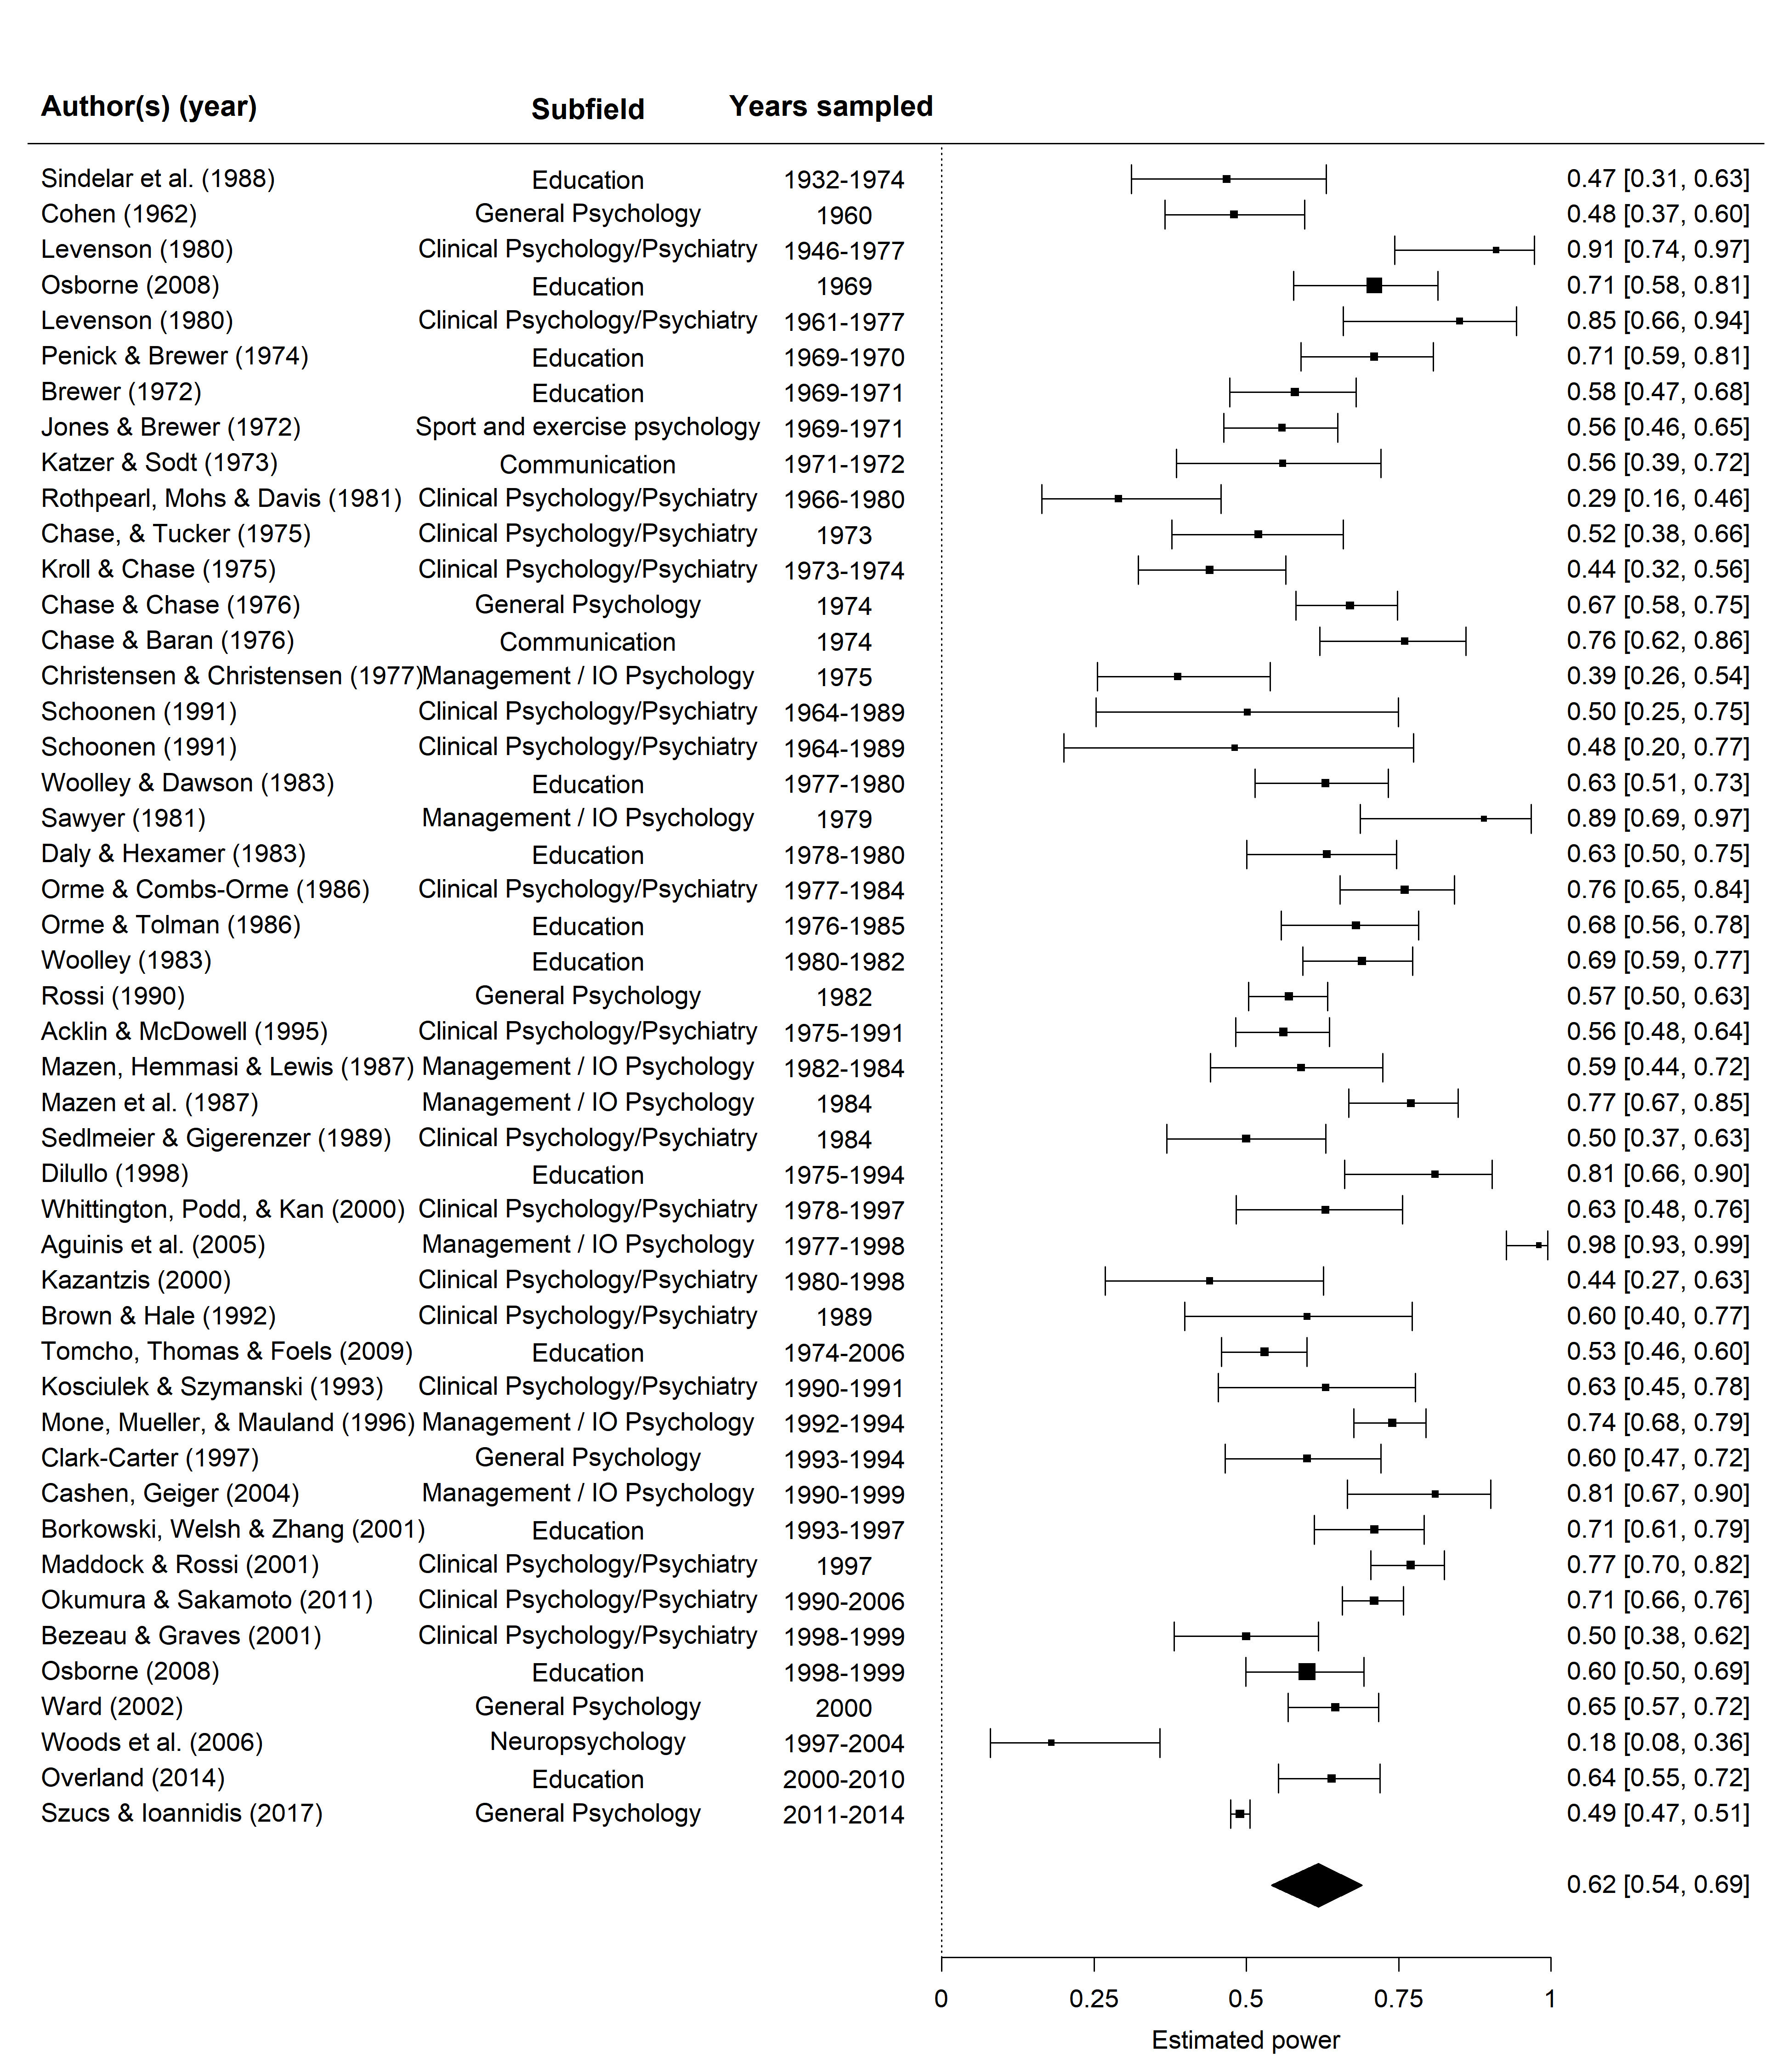 Author(s) (year) Subfield Years sampled
Sindelar et al. (1988) Education 1932-1974 0.47 [0.31, 0.63]
Cohen (1962) General Psychology 1960 0.48 [0.37, 0.60]
Levenson (1980) Clinical Psychology/Psychiatry 1946-1977 0.91 [0.74, 0.97]
Osborne (2008) Education 1969 0.71 [0.58, 0.81]
Levenson (1980) Clinical Psychology/Psychiatry 1961-1977 0.85 [0.66, 0.94]
Penick & Brewer (1974) Education 1969-1970 0.71 [0.59, 0.81]
Brewer (1972) Education 1969-1971 0.58 [0.47, 0.68]
Jones & Brewer (1972) Sport and exercise psychology 1969-1971 0.56 [0.46, 0.65]
Katzer & Sodt (1973) Communication 1971-1972 0.56 [0.39, 0.72]
Rothpearl, Mohs & Davis (1981) Clinical Psychology/Psychiatry 1966-1980 0.29 [0.16, 0.46]
Chase, & Tucker (1975) Clinical Psychology/Psychiatry 1973 0.52 [0.38, 0.66]
Kroll & Chase (1975) Clinical Psychology/Psychiatry 1973-1974 0.44 [0.32, 0.56]
Chase & Chase (1976) General Psychology 1974 0.67 [0.58, 0.75]
Chase & Baran (1976) Communication 1974 0.76 [0.62, 0.86]
Christensen & Christensen (1977) Management / IO Psychology 1975 0.39 [0.26, 0.54]
Schoonen (1991) Clinical Psychology/Psychiatry 1964-1989 0.50 [0.25, 0.75]
Schoonen (1991) Clinical Psychology/Psychiatry 1964-1989 0.48 [0.20, 0.77]
Woolley & Dawson (1983) Education 1977-1980 0.63 [0.51, 0.73]
Sawyer (1981) Management / IO Psychology 1979 0.89 [0.69, 0.97]
Daly & Hexamer (1983) Education 1978-1980 0.63 [0.50, 0.75]
Orme & Combs-Orme (1986) Clinical Psychology/Psychiatry 1977-1984 0.76 [0.65, 0.84]
Orme & Tolman (1986) Education 1976-1985 0.68 [0.56, 0.78]
Woolley (1983) Education 1980-1982 0.69 [0.59, 0.77]
Rossi (1990) General Psychology 1982 0.57 [0.50, 0.63]
Acklin & McDowell (1995) Clinical Psychology/Psychiatry 1975-1991 0.56 [0.48, 0.64]
Mazen, Hemmasi & Lewis (1987) Management / IO Psychology 1982-1984 0.59 [0.44, 0.72]
Mazen et al. (1987) Management / IO Psychology 1984 0.77 [0.67, 0.85]
Sedlmeier & Gigerenzer (1989) Clinical Psychology/Psychiatry 1984 0.50 [0.37, 0.63]
Dilullo (1998) Education 1975-1994 0.81 [0.66, 0.90]
Whittington, Podd, & Kan (2000) Clinical Psychology/Psychiatry 1978-1997 0.63 [0.48, 0.76]
Aguinis et al. (2005) Management / IO Psychology 1977-1998 0.98 [0.93, 0.99]
Kazantzis (2000) Clinical Psychology/Psychiatry 1980-1998 0.44 [0.27, 0.63]
Brown & Hale (1992) Clinical Psychology/Psychiatry 1989 0.60 [0.40, 0.77]
Tomcho, Thomas & Foels (2009) Education 1974-2006 0.53 [0.46, 0.60]
Kosciulek & Szymanski (1993) Clinical Psychology/Psychiatry 1990-1991 0.63 [0.45, 0.78]
Mone, Mueller, & Mauland (1996) Management / IO Psychology 1992-1994 0.74 [0.68, 0.79]
Clark-Carter (1997) General Psychology 1993-1994 0.60 [0.47, 0.72]
Cashen, Geiger (2004) Management / IO Psychology 1990-1999 0.81 [0.67, 0.90]
Borkowski, Welsh & Zhang (2001) Education 1993-1997 0.71 [0.61, 0.79]
Maddock & Rossi (2001) Clinical Psychology/Psychiatry 1997 0.77 [0.70, 0.82]
Okumura & Sakamoto (2011) Clinical Psychology/Psychiatry 1990-2006 0.71 [0.66, 0.76]
Bezeau & Graves (2001) Clinical Psychology/Psychiatry 1998-1999 0.50 [0.38, 0.62]
Osborne (2008) Education 1998-1999 0.60 [0.50, 0.69]
Ward (2002) General Psychology 2000 0.65 [0.57, 0.72]
Woods et al. (2006) Neuropsychology 1997-2004 0.18 [0.08, 0.36]
Overland (2014) Education 2000-2010 0.64 [0.55, 0.72]
Szucs & Ioannidis (2017) General Psychology 2011-2014 0.49 [0.47, 0.51]
0.62 [0.54, 0.69]
0 0.25 0.5 0.75 1
Estimated power